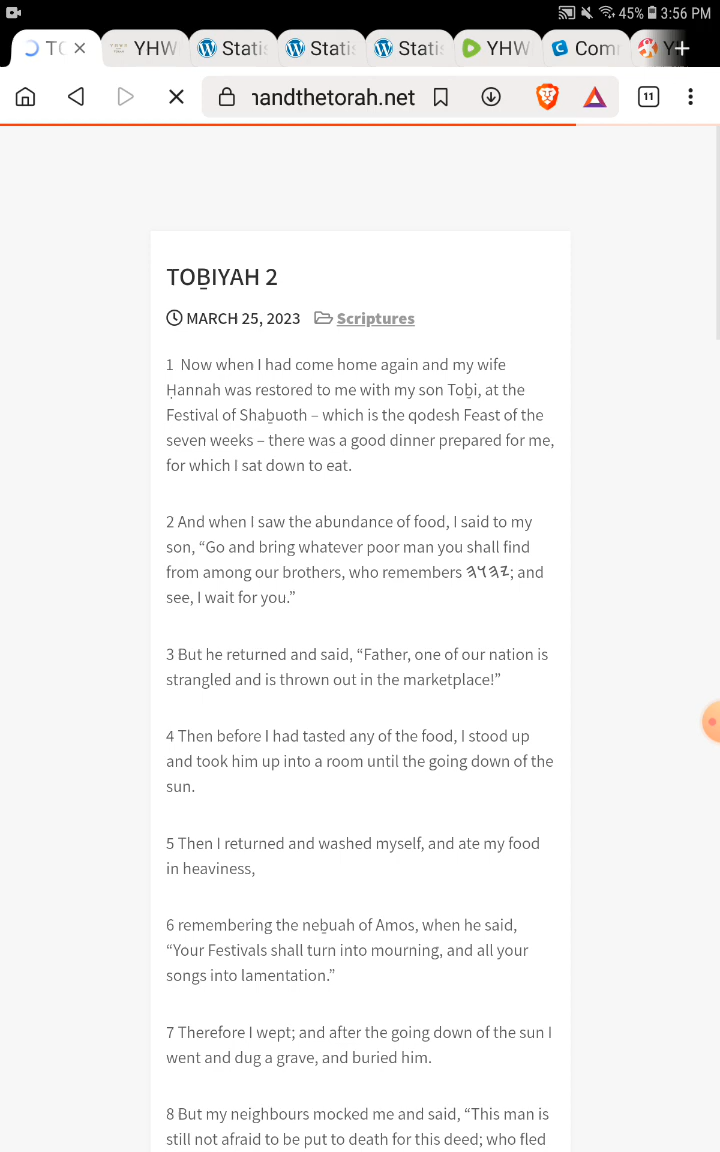 45% 3:56 PM
TO YHW Statis Statis Statis YHW Com Y
handthetorah.net 11
TOḆIYAH 2
MARCH 25, 2023 Scriptures
1 Now when I had come home again and my wife
Ḥannah was restored to me with my son Toḇi, at the
Festival of Shaḇuoth – which is the qodesh Feast of the
seven weeks – there was a good dinner prepared for me,
for which I sat down to eat.
2 And when I saw the abundance of food, I said to my
son, “Go and bring whatever poor man you shall find
from among our brothers, who remembers 𐤉𐤄𐤅𐤄; and
see, I wait for you.”
3 But he returned and said, “Father, one of our nation is
strangled and is thrown out in the marketplace!”
4 Then before I had tasted any of the food, I stood up
and took him up into a room until the going down of the
sun.
5 Then I returned and washed myself, and ate my food
in heaviness,
6 remembering the neḇuah of Amos, when he said,
“Your Festivals shall turn into mourning, and all your
songs into lamentation.”
7 Therefore I wept; and after the going down of the sun I
went and dug a grave, and buried him.
8 But my neighbours mocked me and said, “This man is
still not afraid to be put to death for this deed; who fled